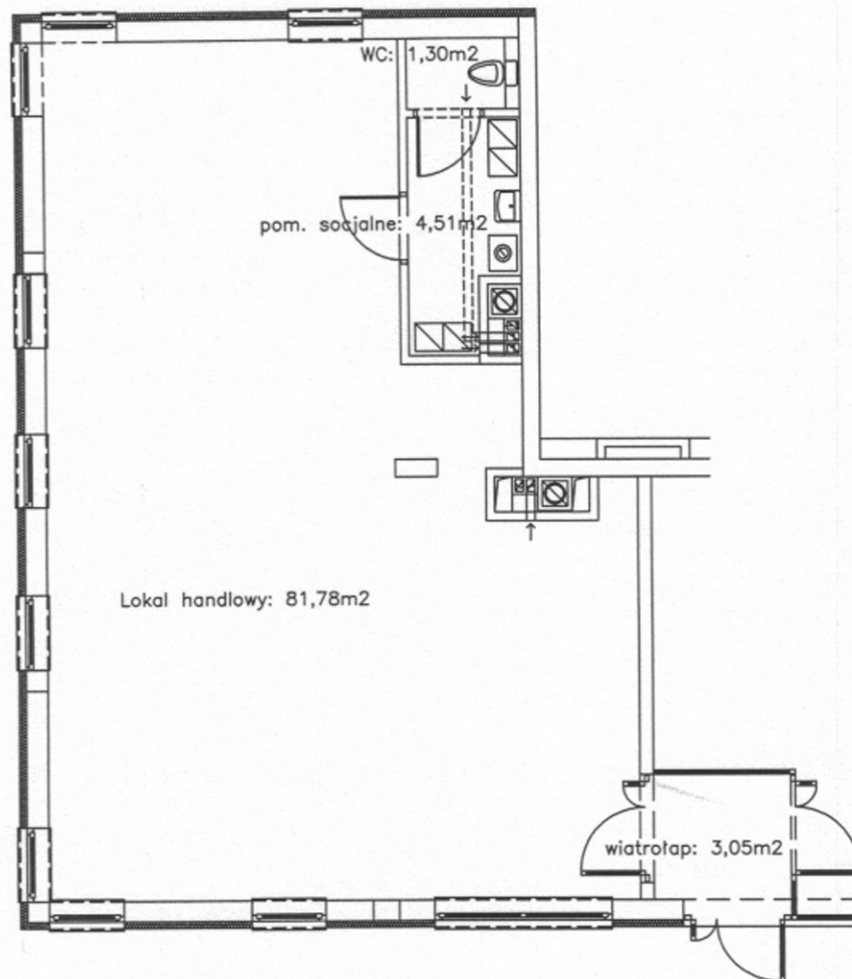 WC: 1,30m2
pom. socjalne: 4,51m2
Lokal handlowy: 81,78m2
wiatrołap: 3,05m2